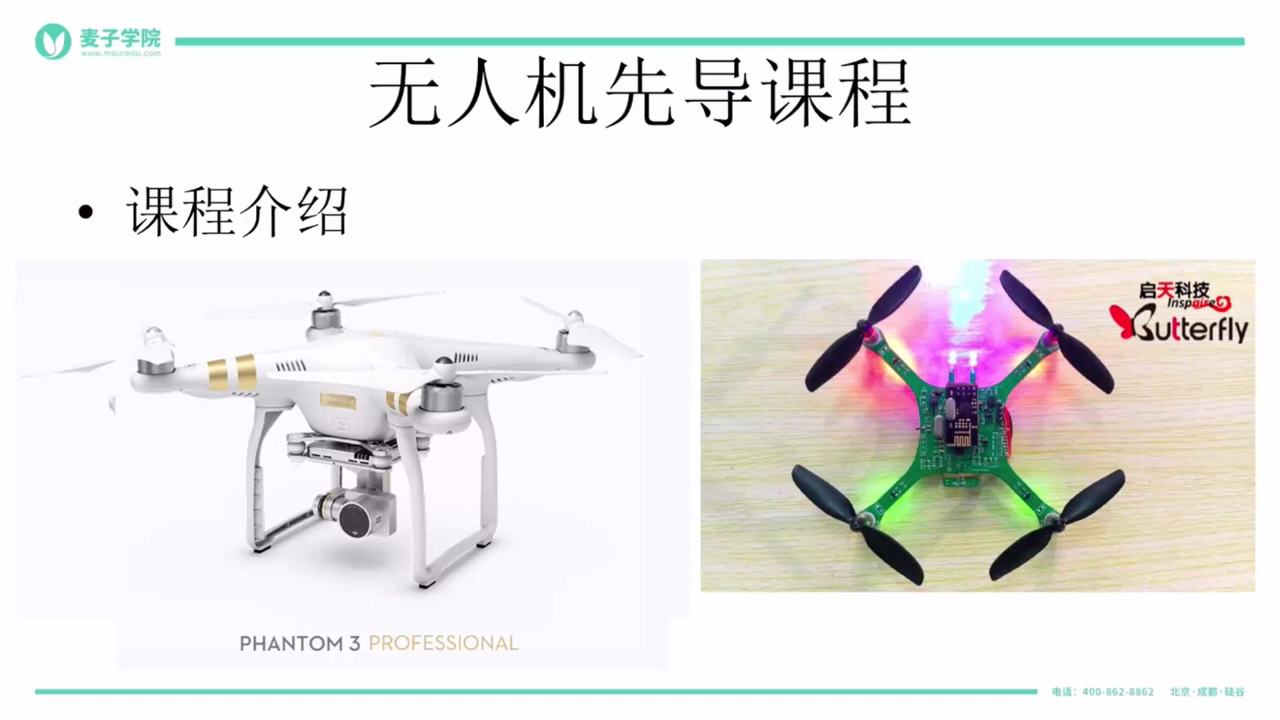 麦子学院
www.maiziedu.com
无人机先导课程
• 课程介绍
启天科技
Inspaire
Butterfly
PHANTOM 3 PROFESSIONAL
电话：400-862-8862 北京·成都·硅谷